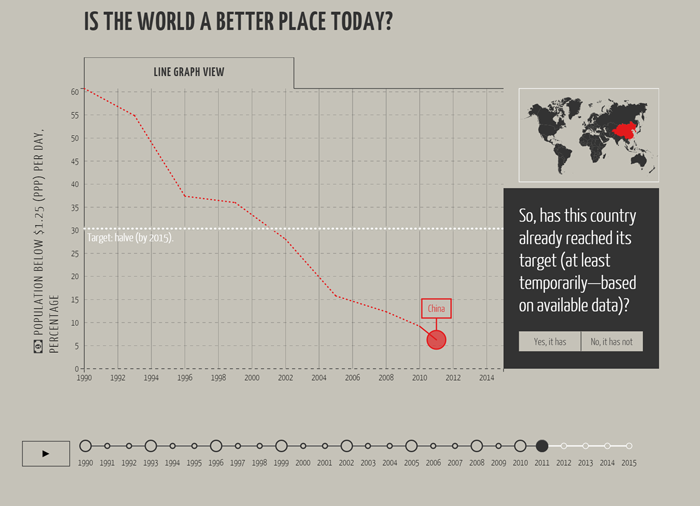 IS THE WORLD A BETTER PLACE TODAY?
LINE GRAPH VIEW
POPULATION BELOW $1.25 (PPP) PER DAY,
PERCENTAGE
60
55
50
45
40
35
30
25
20
15
10
5
0
Target: halve (by 2015).
China
1990 1992 1994 1996 1998 2000 2002 2004 2006 2008 2010 2012 2014
So, has this country
already reached its
target (at least
temporarily—based
on available data)?
Yes, it has
No, it has not
1990 1991 1992 1993 1994 1995 1996 1997 1998 1999 2000 2001 2002 2003 2004 2005 2006 2007 2008 2009 2010 2011 2012 2013 2014 2015